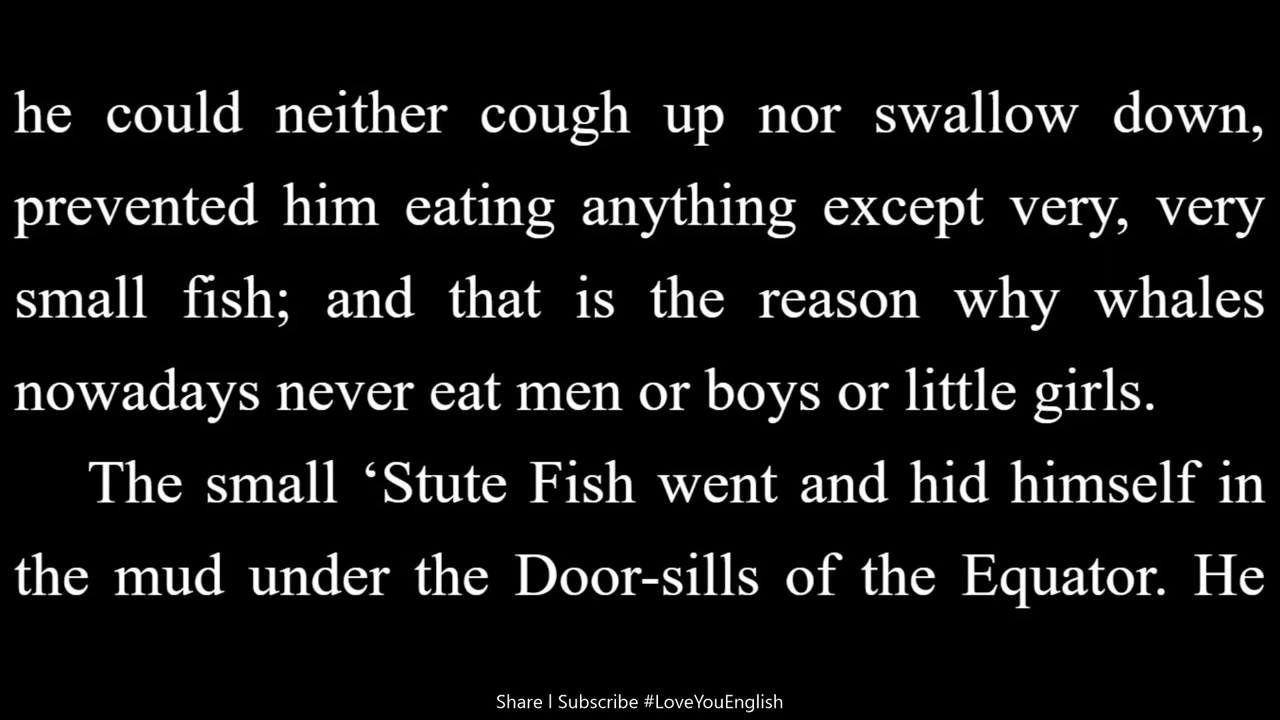 he could neither cough up nor swallow down,
prevented him eating anything except very, very
small fish; and that is the reason why whales
nowadays never eat men or boys or little girls.
The small ‘Stute Fish went and hid himself in
the mud under the Door-sills of the Equator. He
Share l Subscribe #LoveYouEnglish